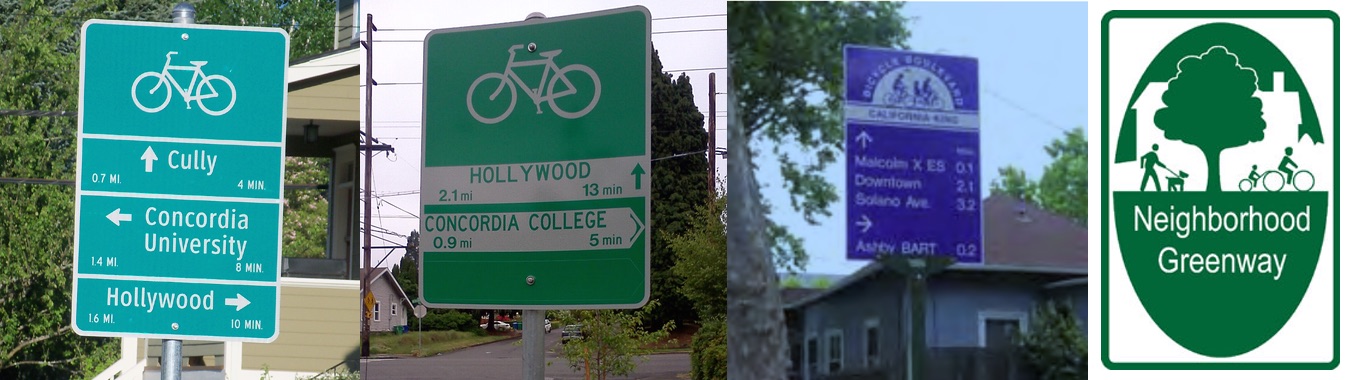 Cully
0.7 MI. 4 MIN.
Concordia
University
1.4 MI. 8 MIN.
Hollywood
1.6 MI. 10 MIN.
HOLLYWOOD
2.1 mi 13 min
CONCORDIA COLLEGE
0.9 mi 5 min
BICYCLE BOULEVARD
CALIFORNIA-KING
Malcolm X ES 0.1
Downtown 2.1
Solano Ave. 3.2
Ashby BART 0.2
Neighborhood
Greenway